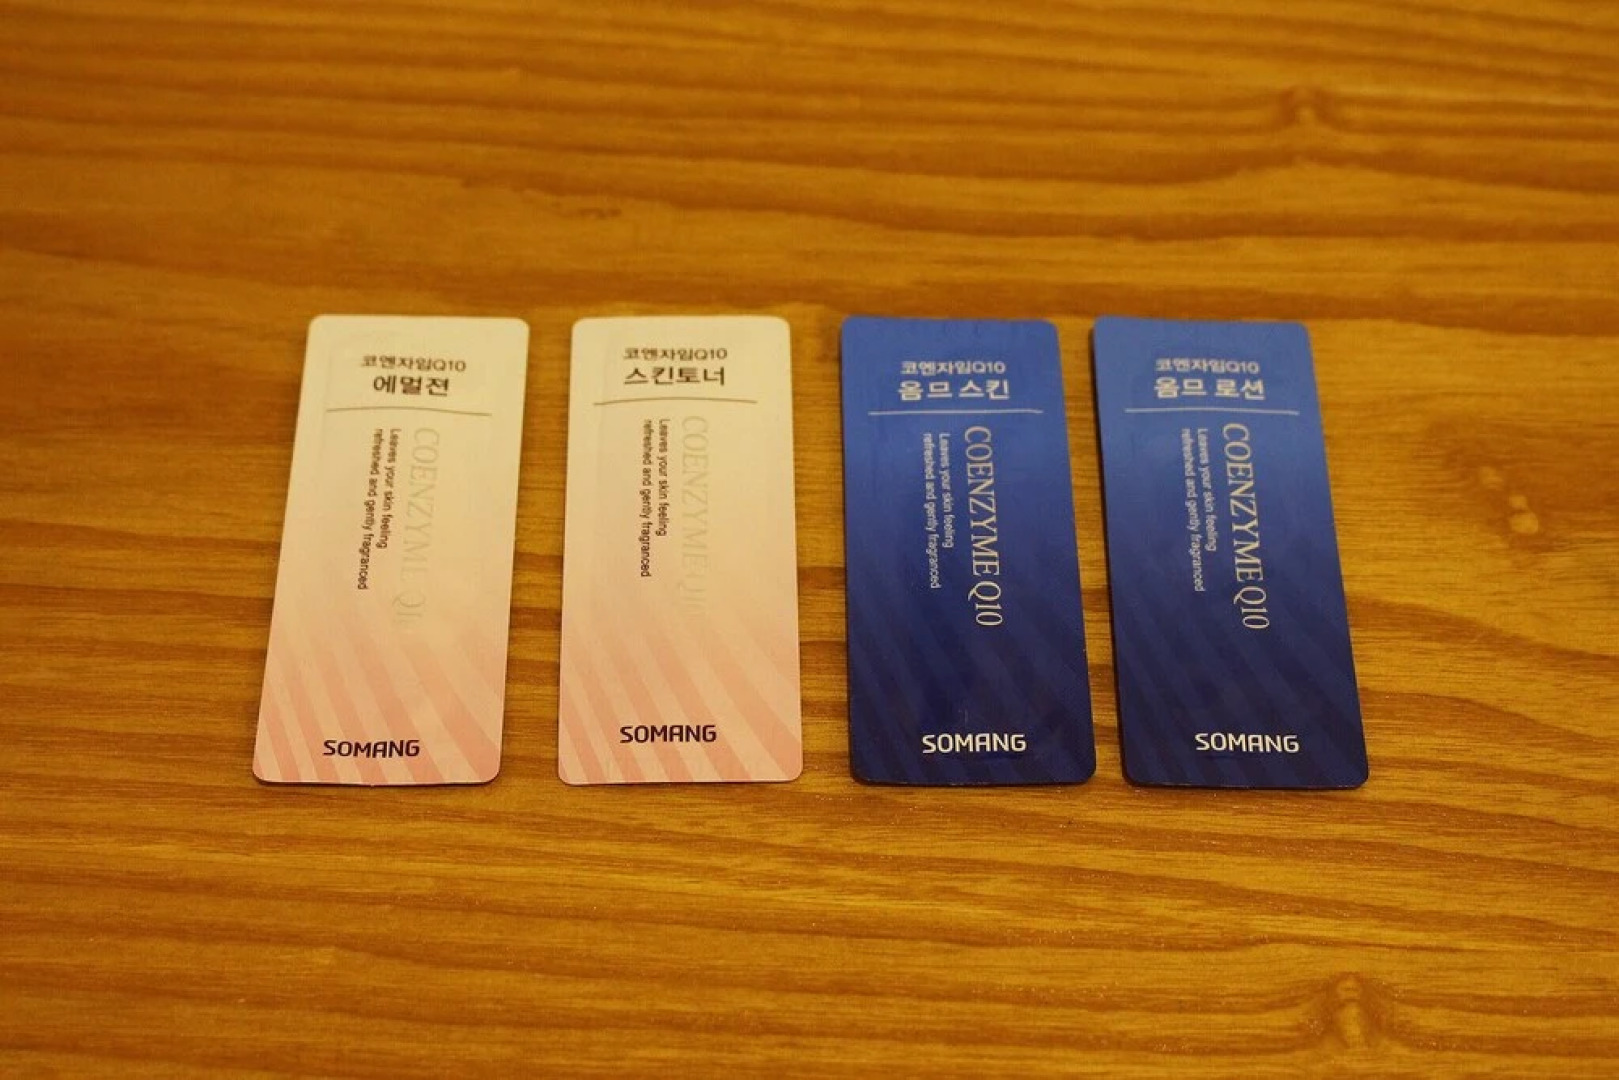 코엔자임Q10
에멀젼
COENZYME Q10
Leaves your skin feeling
refreshed and gently fragranced
SOMANG
코엔자임Q10
스킨토너
COENZYME Q10
Leaves your skin feeling
refreshed and gently fragranced
SOMANG
코엔자임Q10
옴므 스킨
COENZYME Q10
Leaves your skin feeling
refreshed and gently fragranced
SOMANG
코엔자임Q10
옴므 로션
COENZYME Q10
Leaves your skin feeling
refreshed and gently fragranced
SOMANG